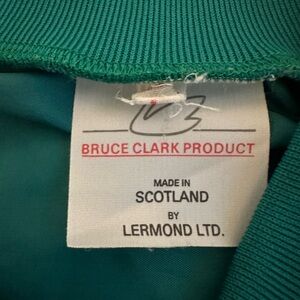 BRUCE CLARK PRODUCT
MADE IN
SCOTLAND
BY
LERMOND LTD.